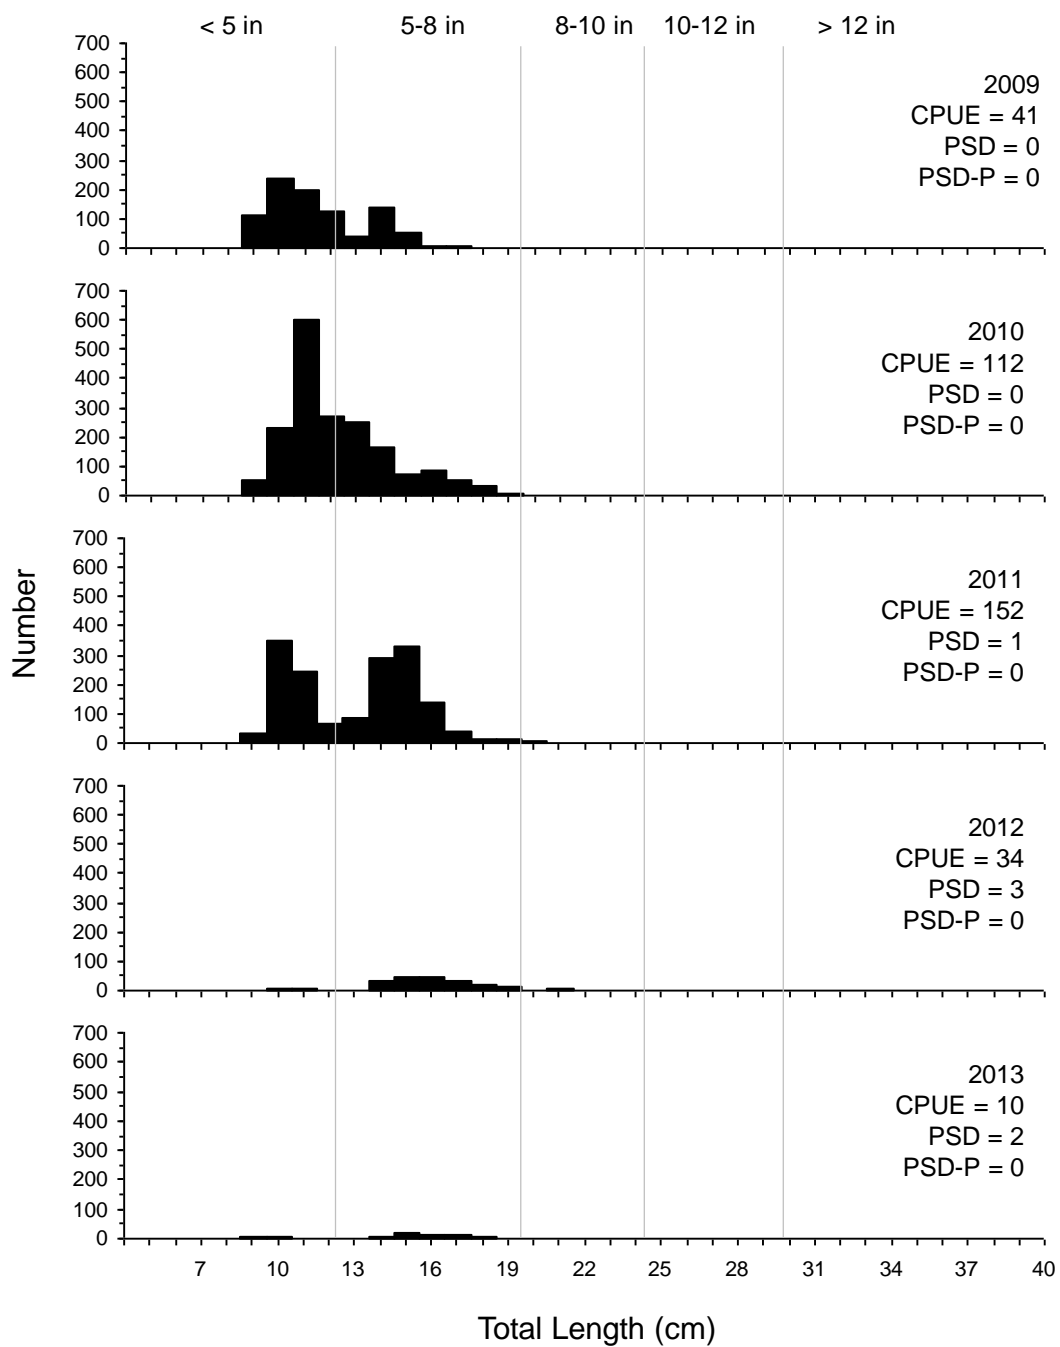 < 5 in 5-8 in 8-10 in 10-12 in > 12 in
700
600
500
400
300
200
100
0
2009
CPUE = 41
PSD = 0
PSD-P = 0
700
600
500
400
300
200
100
0
2010
CPUE = 112
PSD = 0
PSD-P = 0
Number
700
600
500
400
300
200
100
0
2011
CPUE = 152
PSD = 1
PSD-P = 0
700
600
500
400
300
200
100
0
2012
CPUE = 34
PSD = 3
PSD-P = 0
700
600
500
400
300
200
100
0
2013
CPUE = 10
PSD = 2
PSD-P = 0
7 10 13 16 19 22 25 28 31 34 37 40
Total Length (cm)